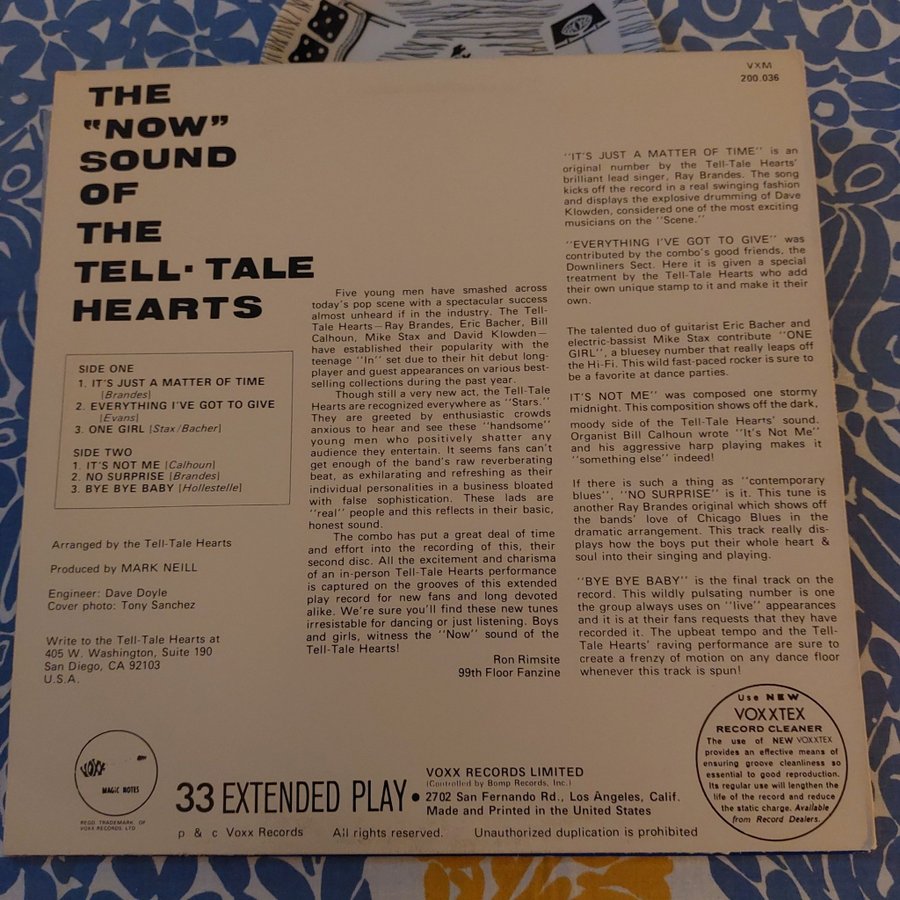 THE
"NOW"
SOUND
OF
THE
TELL-TALE
HEARTS
VXM
200.036
SIDE ONE
1. IT'S JUST A MATTER OF TIME
[Brandes]
2. EVERYTHING I'VE GOT TO GIVE
[Evans]
3. ONE GIRL [Stax/Bacher]
SIDE TWO
1. IT'S NOT ME [Calhoun]
2. NO SURPRISE [Brandes]
3. BYE BYE BABY [Hollestelle]
Arranged by the Tell-Tale Hearts
Produced by MARK NEILL
Engineer: Dave Doyle
Cover photo: Tony Sanchez
Write to the Tell-Tale Hearts at
405 W. Washington, Suite 190
San Diego, CA 92103
U.S.A.
Five young men have smashed across
today's pop scene with a spectacular success
almost unheard if in the industry. The Tell-
Tale Hearts—Ray Brandes, Eric Bacher, Bill
Calhoun, Mike Stax and David Klowden—
have established their popularity with the
teenage "In" set due to their hit debut long-
player and guest appearances on various best-
selling collections during the past year.
Though still a very new act, the Tell-Tale
Hearts are recognized everywhere as "Stars."
They are greeted by enthusiastic crowds
anxious to hear and see these "handsome"
young men who positively shatter any
audience they entertain. It seems fans can't
get enough of the band's raw reverberating
beat, as exhilarating and refreshing as their
individual personalities in a business bloated
with false sophistication. These lads are
"real" people and this reflects in their basic,
honest sound.
The combo has put a great deal of time
and effort into the recording of this, their
second disc. All the excitement and charisma
of an in-person Tell-Tale Hearts performance
is captured on the grooves of this extended
play record for new fans and long devoted
alike. We're sure you'll find these new tunes
irresistable for dancing or just listening. Boys
and girls, witness the "Now" sound of the
Tell-Tale Hearts!
Ron Rimsite
99th Floor Fanzine
"IT'S JUST A MATTER OF TIME" is an
original number by the Tell-Tale Hearts'
brilliant lead singer, Ray Brandes. The song
kicks off the record in a real swinging fashion
and displays the explosive drumming of Dave
Klowden, considered one of the most exciting
musicians on the "Scene."
"EVERYTHING I'VE GOT TO GIVE" was
contributed by the combo's good friends, the
Downliners Sect. Here it is given a special
treatment by the Tell-Tale Hearts who add
their own unique stamp to it and make it their
own.
The talented duo of guitarist Eric Bacher and
electric-bassist Mike Stax contribute "ONE
GIRL", a bluesey number that really leaps off
the Hi-Fi. This wild fast-paced rocker is sure to
be a favorite at dance parties.
IT'S NOT ME" was composed one stormy
midnight. This composition shows off the dark,
moody side of the Tell-Tale Hearts' sound.
Organist Bill Calhoun wrote "It's Not Me"
and his aggressive harp playing makes it
"something else" indeed!
If there is such a thing as "contemporary
blues", "NO SURPRISE" is it. This tune is
another Ray Brandes original which shows off
the bands' love of Chicago Blues in the
dramatic arrangement. This track really dis-
plays how the boys put their whole heart &
soul into their singing and playing.
"BYE BYE BABY" is the final track on the
record. This wildly pulsating number is one
the group always uses on "live" appearances
and it is at their fans requests that they have
recorded it. The upbeat tempo and the Tell-
Tale Hearts' raving performance are sure to
create a frenzy of motion on any dance floor
whenever this track is spun!
Use NEW
VOXXTEX
RECORD CLEANER
The use of NEW VOXXTEX
provides an effective means of
ensuring groove cleanliness so
essential to good reproduction.
Its regular use will lengthen the
life of the record and reduce
the static charge. Available
from Record Dealers.
VOXX
MAGIC NOTES
REGD. TRADEMARK OF
VOXX RECORDS, LTD
33 EXTENDED PLAY •
VOXX RECORDS LIMITED
(Controlled by Bomp Records, Inc.)
2702 San Fernando Rd., Los Angeles, Calif.
Made and Printed in the United States
p & c Voxx Records All rights reserved. Unauthorized duplication is prohibited